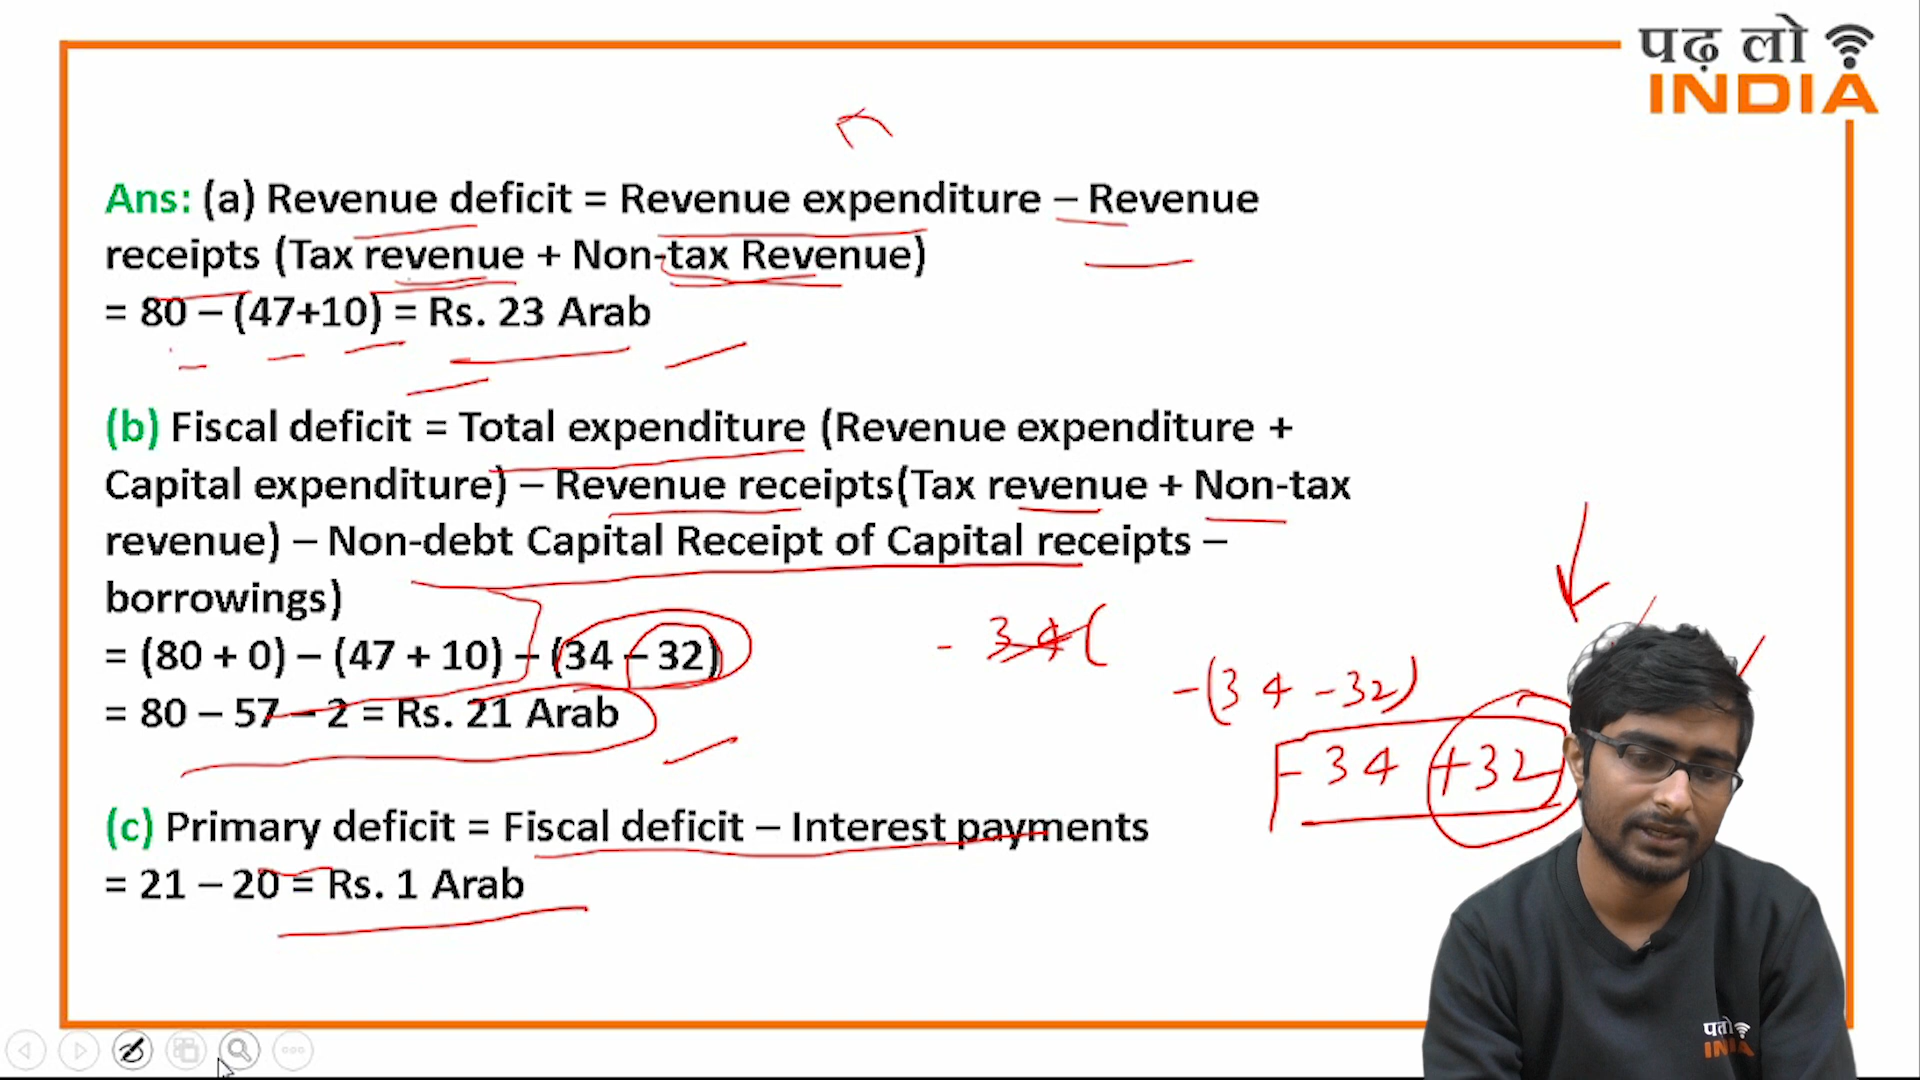 पढ़ लो
INDIA
Ans: (a) Revenue deficit = Revenue expenditure – Revenue
receipts (Tax revenue + Non-tax Revenue)
= 80 – (47+10) = Rs. 23 Arab
(b) Fiscal deficit = Total expenditure (Revenue expenditure +
Capital expenditure) – Revenue receipts(Tax revenue + Non-tax
revenue) – Non-debt Capital Receipt of Capital receipts –
borrowings)
= (80 + 0) – (47 + 10) – (34 – 32)
= 80 – 57 – 2 = Rs. 21 Arab
- 34 (
-(34 -32)
-34 +32
(c) Primary deficit = Fiscal deficit – Interest payments
= 21 – 20 = Rs. 1 Arab
INDIA